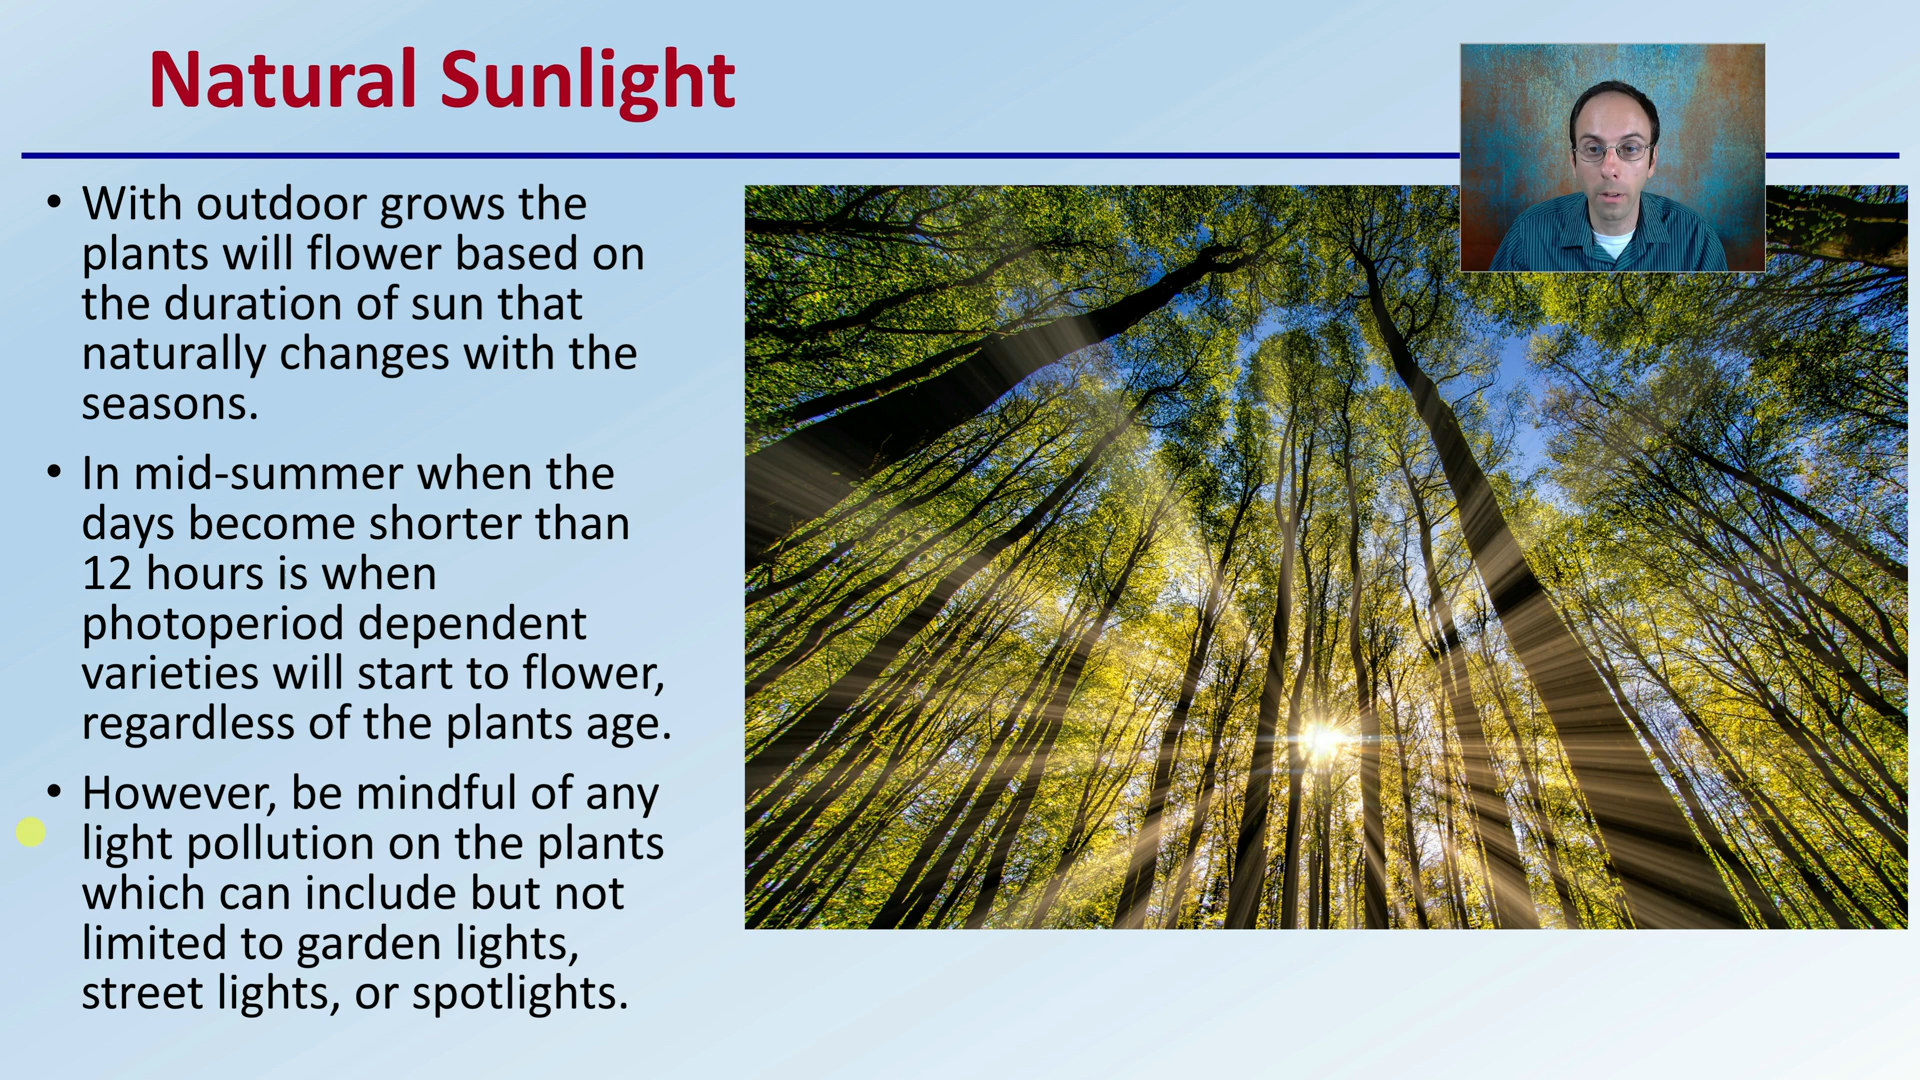 Natural Sunlight
• With outdoor grows the
plants will flower based on
the duration of sun that
naturally changes with the
seasons.
• In mid-summer when the
days become shorter than
12 hours is when
photoperiod dependent
varieties will start to flower,
regardless of the plants age.
• However, be mindful of any
light pollution on the plants
which can include but not
limited to garden lights,
street lights, or spotlights.